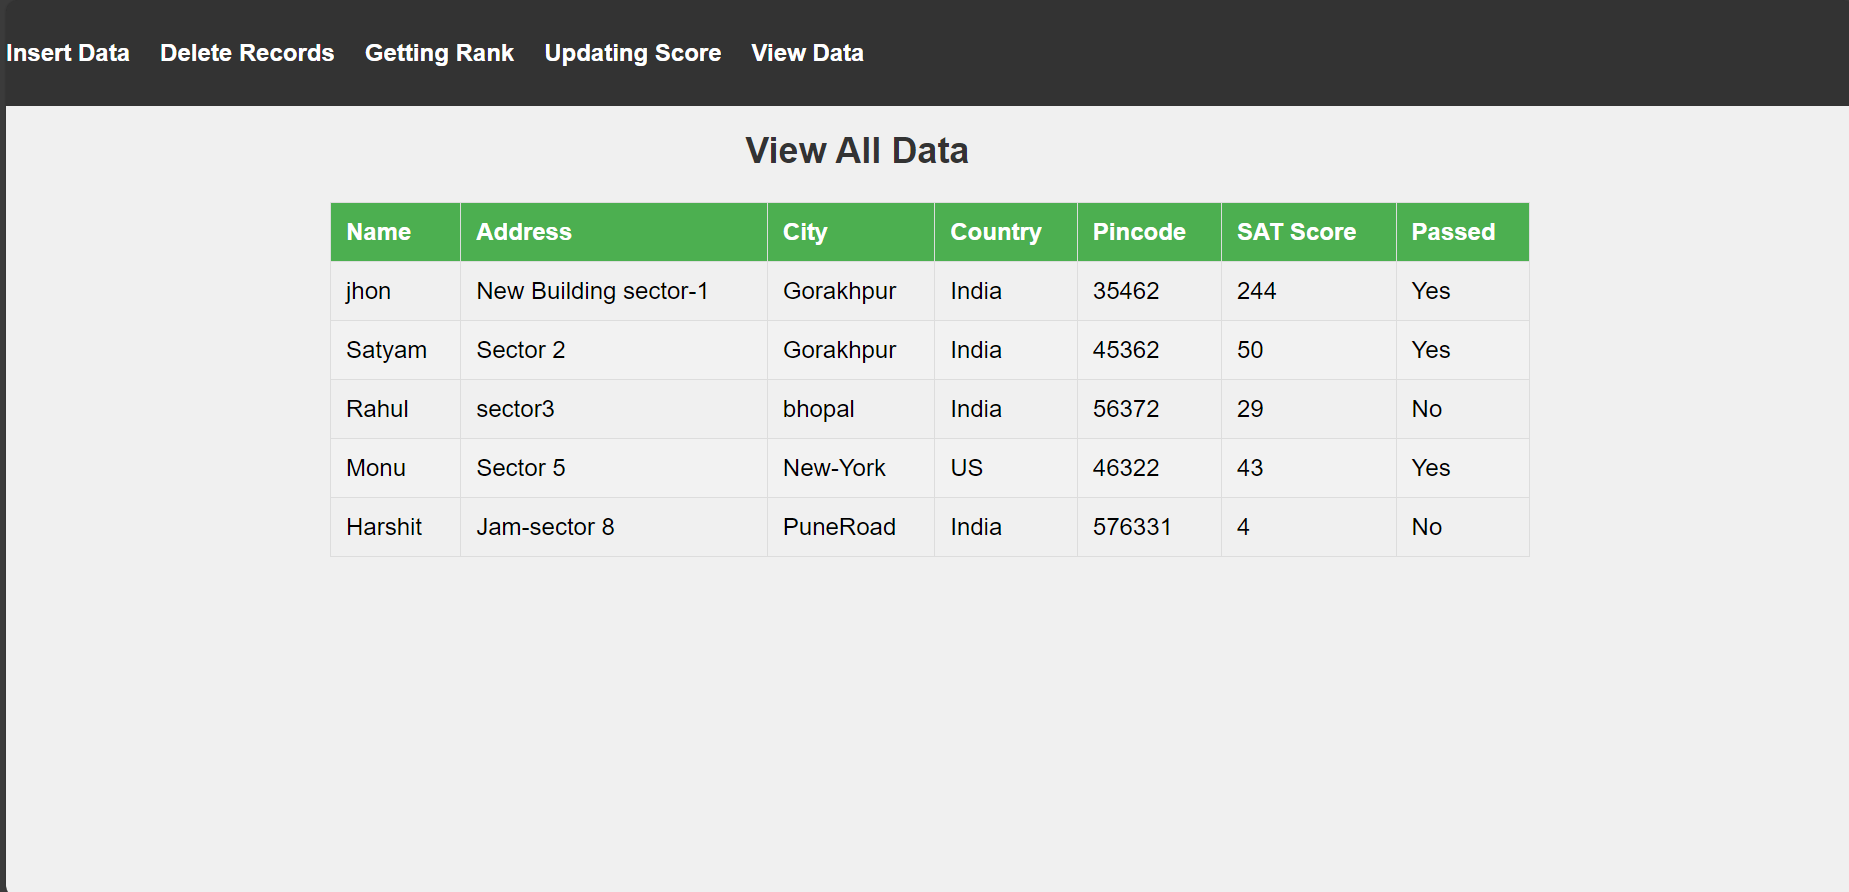 Insert Data Delete Records Getting Rank Updating Score View Data
View All Data
Name Address City Country Pincode SAT Score Passed
jhon New Building sector-1 Gorakhpur India 35462 244 Yes
Satyam Sector 2 Gorakhpur India 45362 50 Yes
Rahul sector3 bhopal India 56372 29 No
Monu Sector 5 New-York US 46322 43 Yes
Harshit Jam-sector 8 PuneRoad India 576331 4 No